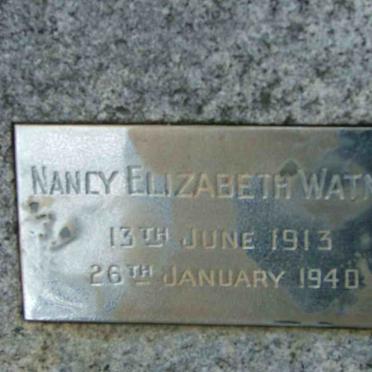 NANCY ELIZABETH
13TH JUNE 1913
26TH JANUARY 1940